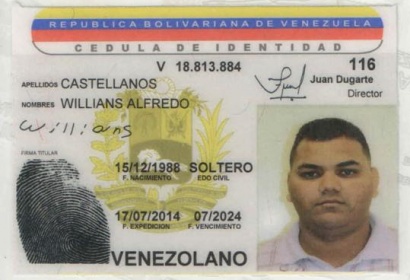 REPUBLICA BOLIVARIANA DE VENEZUELA
CEDULA DE IDENTIDAD
V 18.813.884 116
APELLIDOS CASTELLANOS
Juan Dugarte
Director
NOMBRES WILLIANS ALFREDO
Willians
FIRMA TITULAR
15/12/1988 SOLTERO
F. NACIMIENTO EDO CIVIL
17/07/2014 07/2024
F. EXPEDICION F. VENCIMIENTO
VENEZOLANO